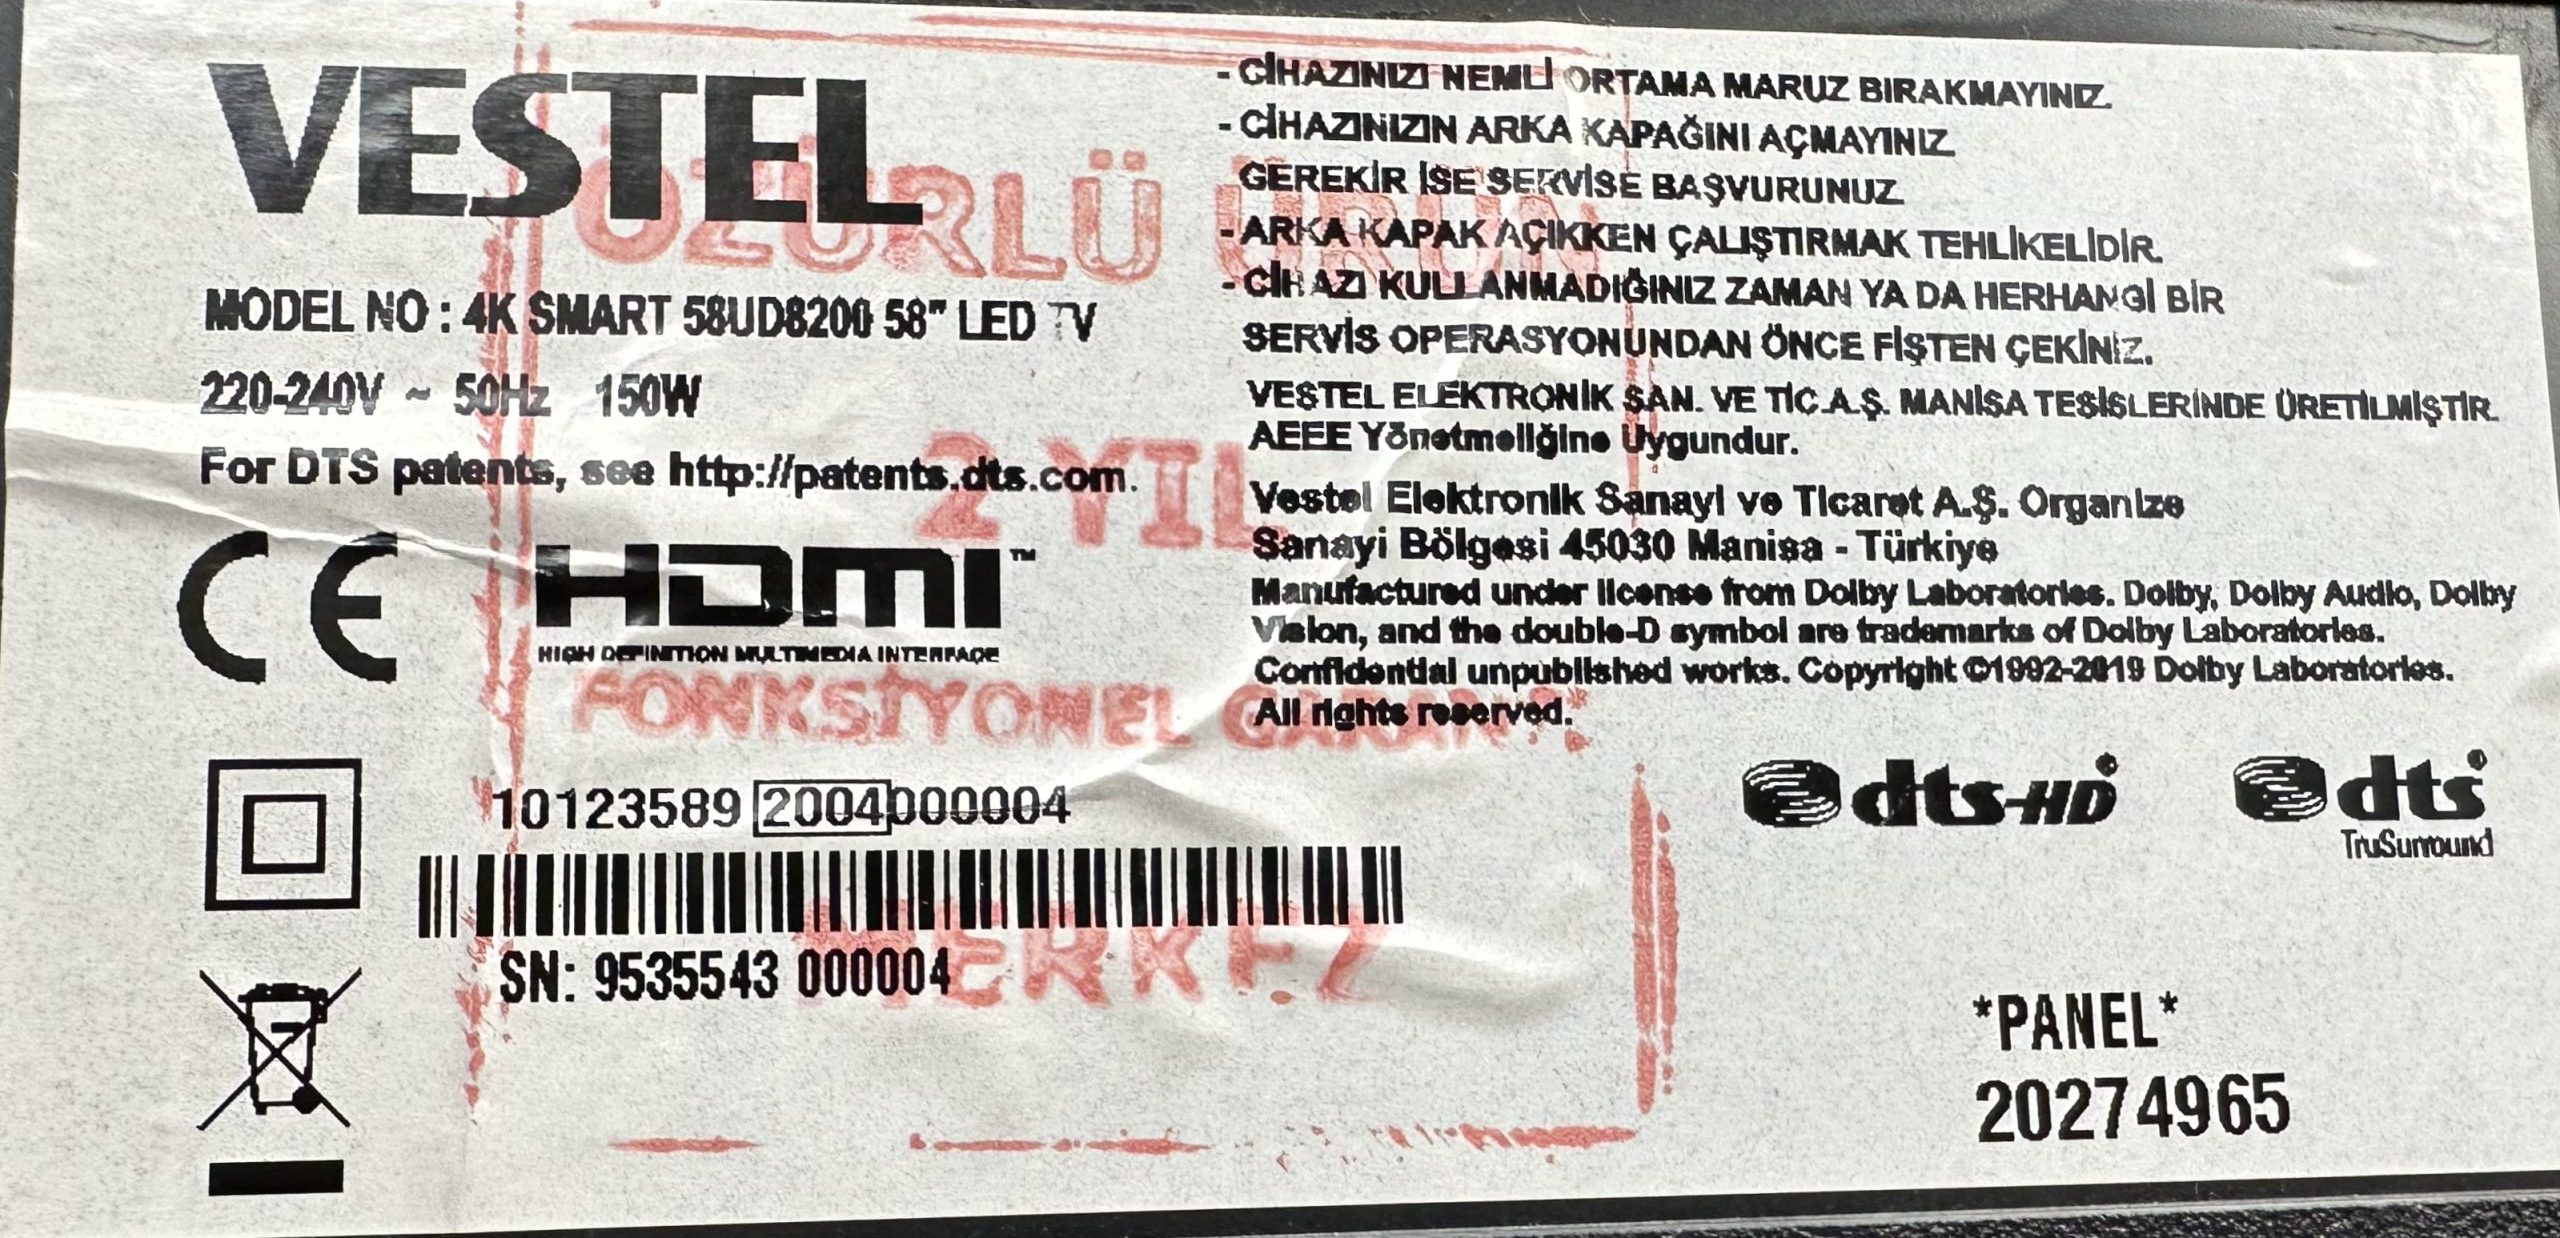 VESTEL
MODEL NO : 4K SMART 58UD8200 58" LED TV
220-240V ~ 50Hz 150W
For DTS patents, see http://patents.dts.com.
CE
HDMI™
HIGH DEFINITION MULTIMEDIA INTERFACE
10123589 2004000004
SN: 9535543 000004
- CİHAZINIZI NEMLİ ORTAMA MARUZ BIRAKMAYINIZ.
- CİHAZINIZIN ARKA KAPAĞINI AÇMAYINIZ
GEREKİR İSE SERVİSE BAŞVURUNUZ
- ARKA KAPAK AÇIKKEN ÇALIŞTIRMAK TEHLİKELİDİR.
- CİHAZI KULLANMADIĞINIZ ZAMAN YA DA HERHANGİ BİR
SERVİS OPERASYONUNDAN ÖNCE FİŞTEN ÇEKİNİZ.
VESTEL ELEKTRONİK SAN. VE TİC.A.Ş. MANİSA TESİSLERİNDE ÜRETİLMİŞTİR.
AEEE Yönetmeliğine Uygundur.
Vestel Elektronik Sanayi ve Ticaret A.Ş. Organize
Sanayi Bölgesi 45030 Manisa - Türkiye
Manufactured under license from Dolby Laboratories. Dolby, Dolby Audio, Dolby
Vision, and the double-D symbol are trademarks of Dolby Laboratories.
Confidential unpublished works. Copyright ©1992-2019 Dolby Laboratories.
All rights reserved.
dts-HD®
dts®
TruSurround
*PANEL*
20274965
ÖZÜRLÜ ÜRÜN
2 YIL
FONKSİYONEL
MERKEZ